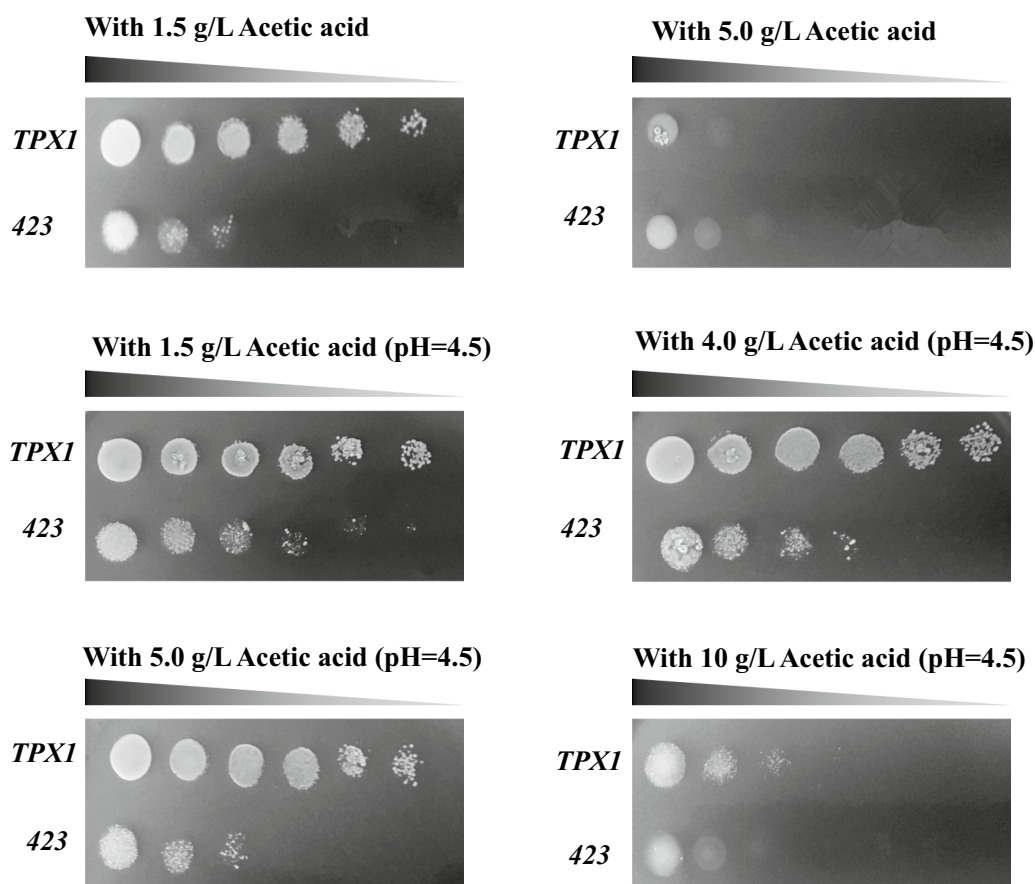 With 1.5 g/L Acetic acid
TPX1
423
With 5.0 g/L Acetic acid
TPX1
423
With 1.5 g/L Acetic acid (pH=4.5)
TPX1
423
With 4.0 g/L Acetic acid (pH=4.5)
TPX1
423
With 5.0 g/L Acetic acid (pH=4.5)
TPX1
423
With 10 g/L Acetic acid (pH=4.5)
TPX1
423